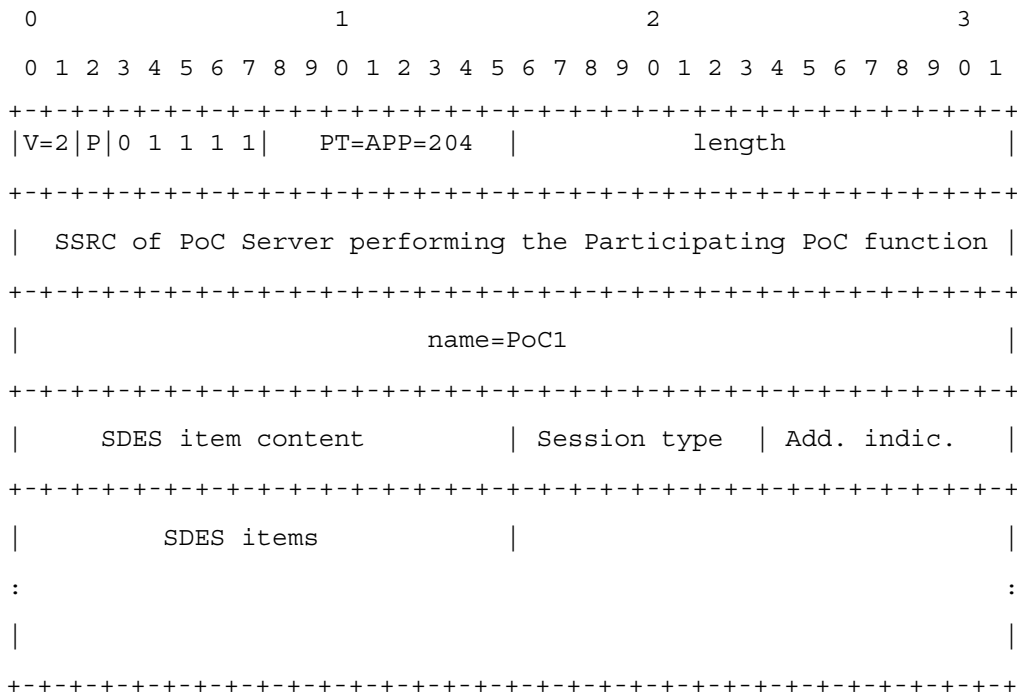 0                   1                   2                   3
 0 1 2 3 4 5 6 7 8 9 0 1 2 3 4 5 6 7 8 9 0 1 2 3 4 5 6 7 8 9 0 1
+-+-+-+-+-+-+-+-+-+-+-+-+-+-+-+-+-+-+-+-+-+-+-+-+-+-+-+-+-+-+-+-+
|V=2|P|0 1 1 1 1|   PT=APP=204  |           length              |
+-+-+-+-+-+-+-+-+-+-+-+-+-+-+-+-+-+-+-+-+-+-+-+-+-+-+-+-+-+-+-+-+
|  SSRC of PoC Server performing the Participating PoC function |
+-+-+-+-+-+-+-+-+-+-+-+-+-+-+-+-+-+-+-+-+-+-+-+-+-+-+-+-+-+-+-+-+
|                          name=PoC1                            |
+-+-+-+-+-+-+-+-+-+-+-+-+-+-+-+-+-+-+-+-+-+-+-+-+-+-+-+-+-+-+-+-+
|     SDES item content         | Session type  | Add. indic.   |
+-+-+-+-+-+-+-+-+-+-+-+-+-+-+-+-+-+-+-+-+-+-+-+-+-+-+-+-+-+-+-+-+
|         SDES items            |                               |
:                                                               :
|                                                               |
+-+-+-+-+-+-+-+-+-+-+-+-+-+-+-+-+-+-+-+-+-+-+-+-+-+-+-+-+-+-+-+-+